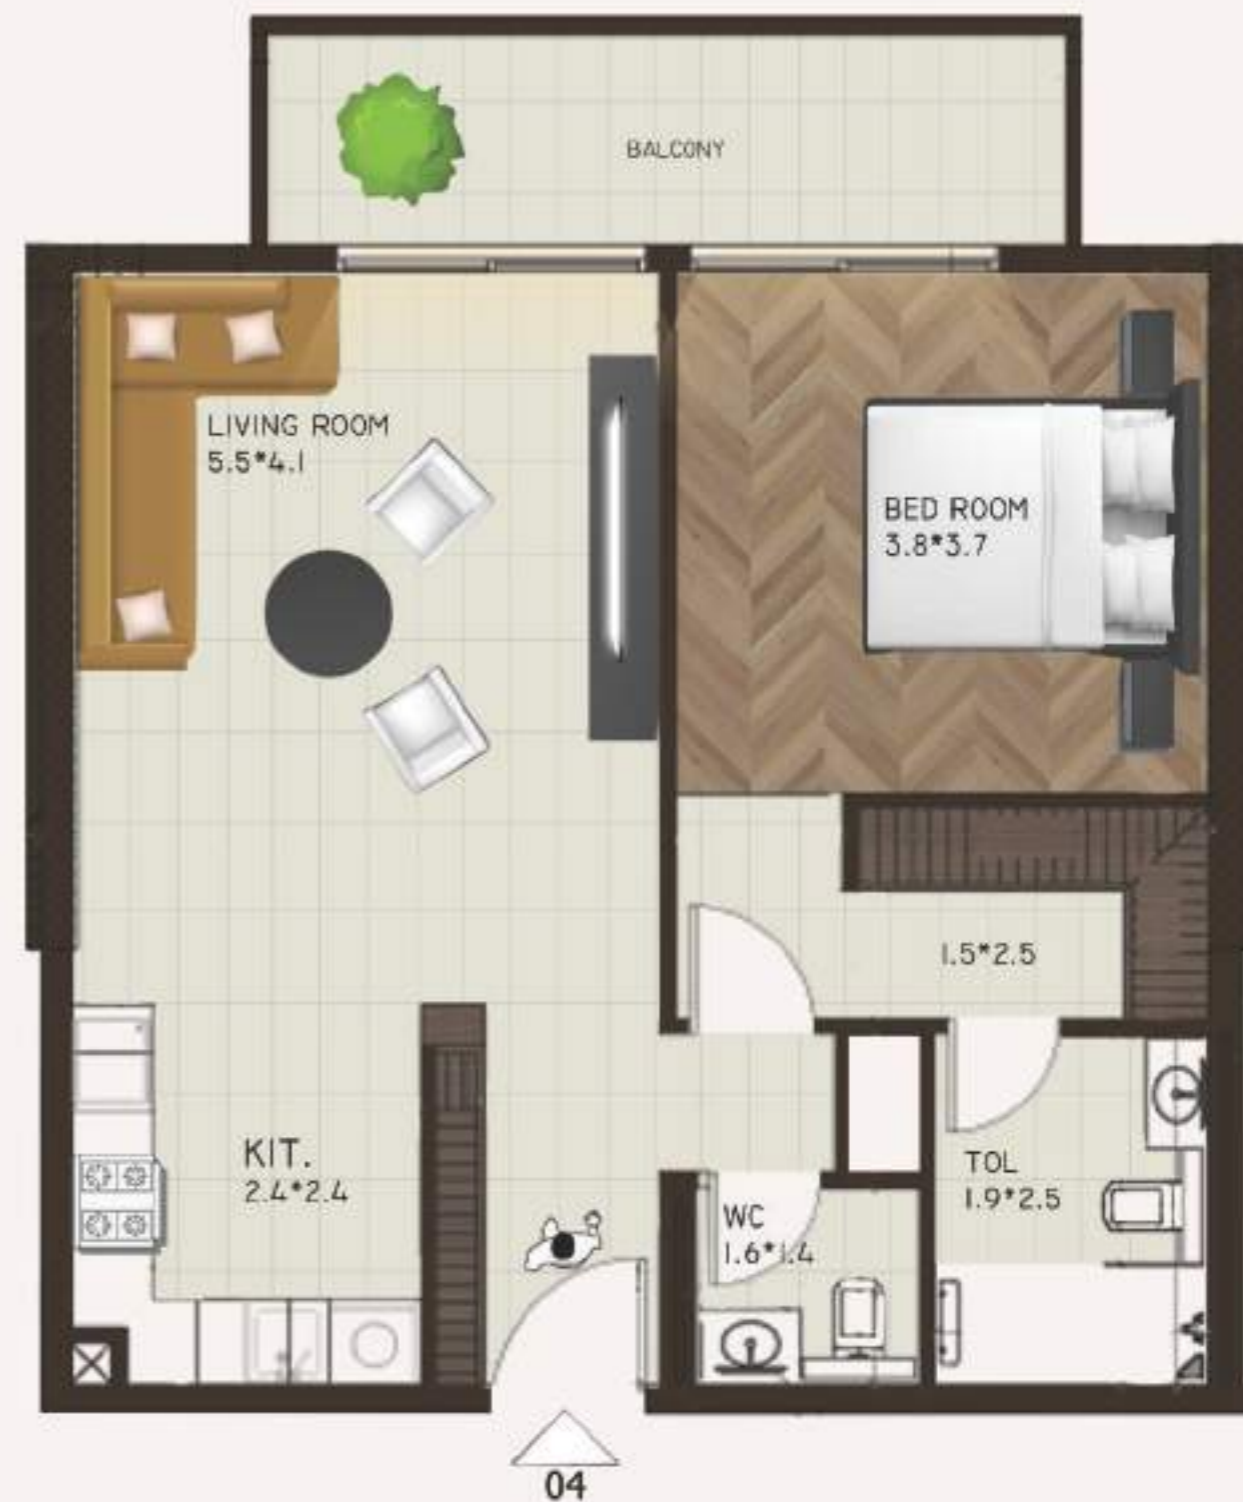 BALCONY
LIVING ROOM
5.5*4.1
BED ROOM
3.8*3.7
1.5*2.5
KIT.
2.4*2.4
TOL
1.9*2.5
WC
1.6*1.4
04